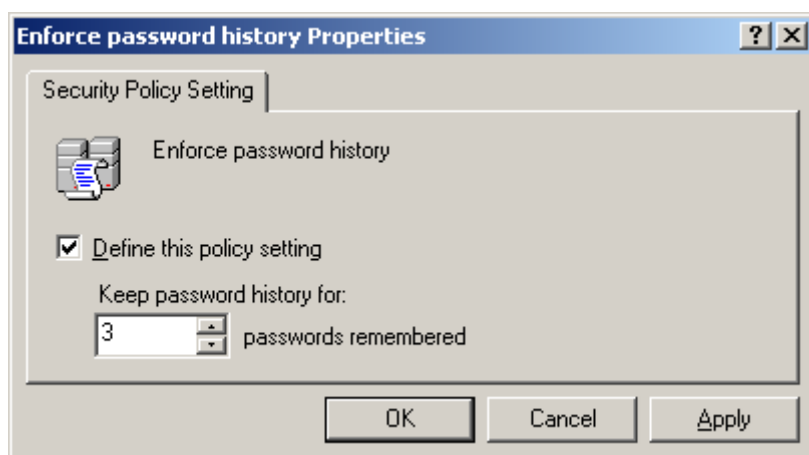 Enforce password history Properties
Security Policy Setting
Enforce password history
Define this policy setting
Keep password history for:
3 passwords remembered
OK Cancel Apply